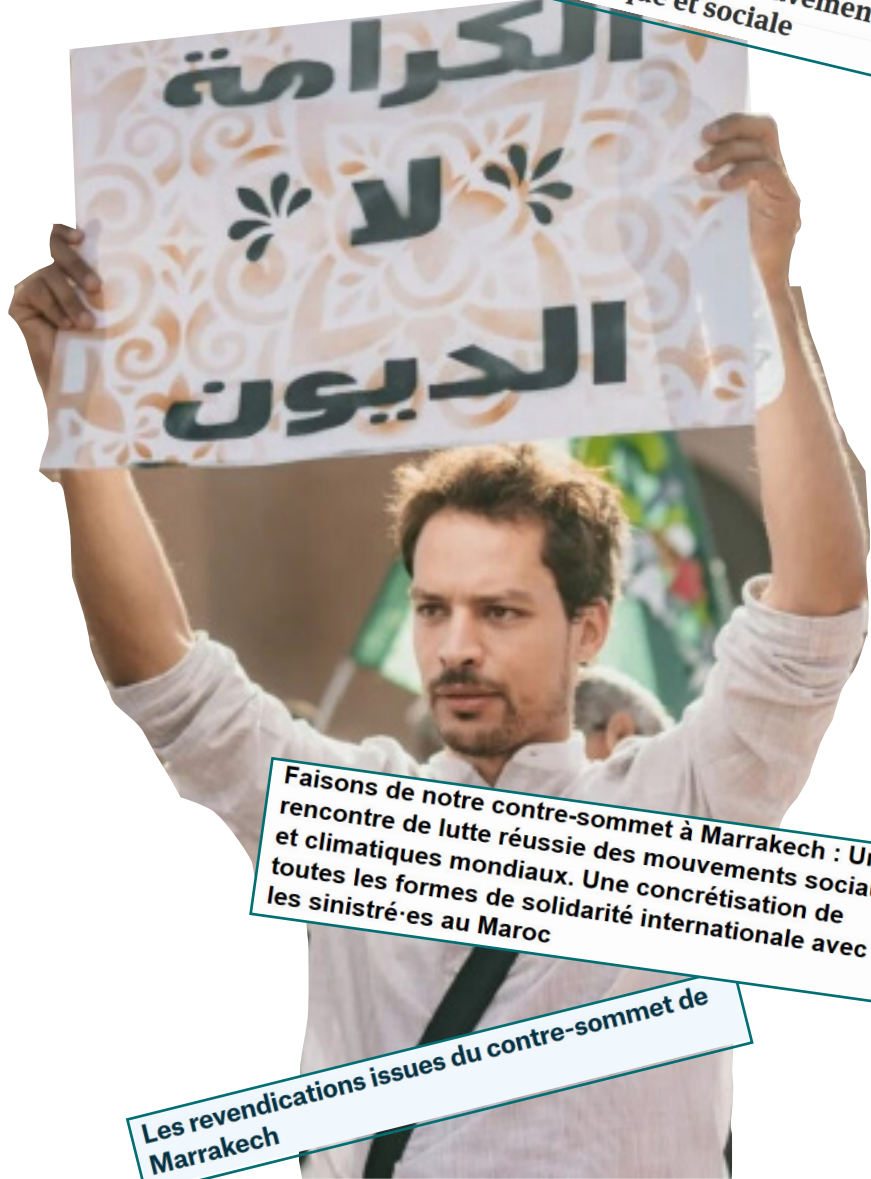 et sociale
الكرامة
لا
الديون
Faisons de notre contre-sommet à Marrakech :
rencontre de lutte réussie des mouvements
et climatiques mondiaux. Une concrétisation de
toutes les formes de solidarité internationale avec
les sinistré·es au Maroc
Les revendications issues du contre-sommet de
Marrakech